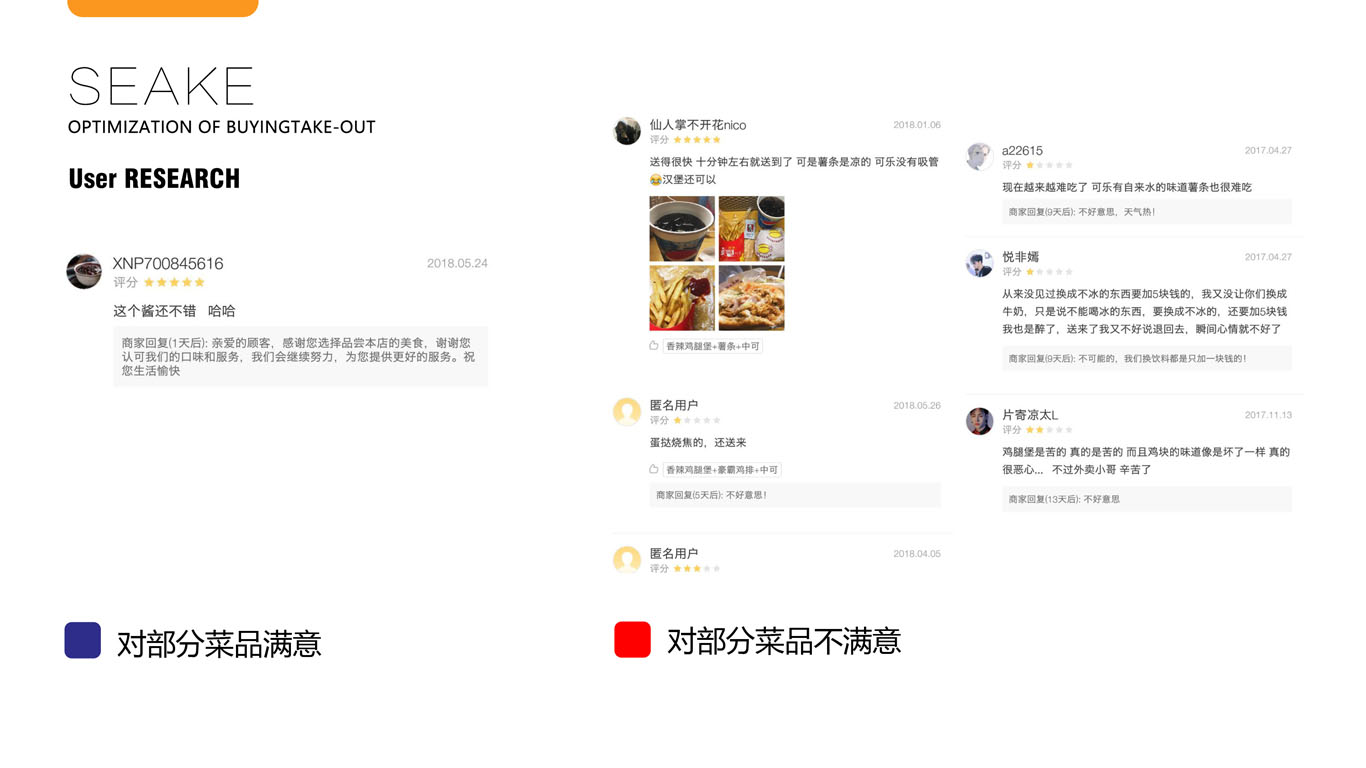 SEAKE
OPTIMIZATION OF BUYINGTAKE-OUT
User RESEARCH
XNP700845616
2018.05.24
评分
这个酱还不错 哈哈
商家回复(1天后): 亲爱的顾客，感谢您选择品尝本店的美食，谢谢您
认可我们的口味和服务，我们会继续努力，为您提供更好的服务。祝
您生活愉快
对部分菜品满意
仙人掌不开花nico
2018.01.06
评分
送得很快 十分钟左右就送到了 可是薯条是凉的 可乐没有吸管
😂汉堡还可以
香辣鸡腿堡+薯条+中可
匿名用户
2018.05.26
评分
蛋挞烧焦的，还送来
香辣鸡腿堡+豪霸鸡排+中可
商家回复(5天后): 不好意思！
匿名用户
2018.04.05
评分
a22615
2017.04.27
评分
现在越来越难吃了 可乐有自来水的味道薯条也很难吃
商家回复(9天后): 不好意思，天气热！
悦非嫣
2017.04.27
评分
从来没见过换成不冰的东西要加5块钱的，我又没让你们换成
牛奶，只是说不能喝冰的东西，要换成不冰的，还要加5块钱
我也是醉了，送来了我又不好说退回去，瞬间心情就不好了
商家回复(9天后): 不可能的，我们换饮料都是只加一块钱的！
片寄凉太L
2017.11.13
评分
鸡腿堡是苦的 真的是苦的 而且鸡块的味道像是坏了一样 真的
很恶心... 不过外卖小哥 辛苦了
商家回复(13天后): 不好意思
对部分菜品不满意